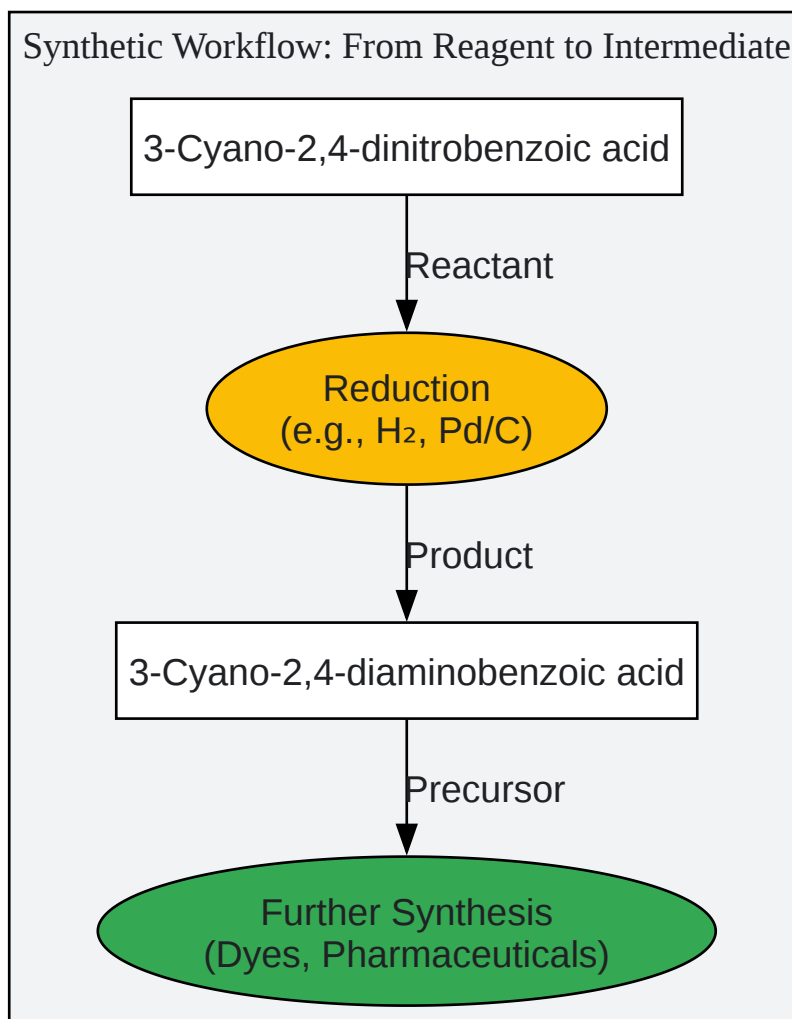 Synthetic Workflow: From Reagent to Intermediate
3-Cyano-2,4-dinitrobenzoic acid
Reactant
Reduction
(e.g., H₂, Pd/C)
Product
3-Cyano-2,4-diaminobenzoic acid
Precursor
Further Synthesis
(Dyes, Pharmaceuticals)